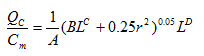 Q_C/C_m = 1/A (BL^C + 0.25r^2)^0.05 L^D